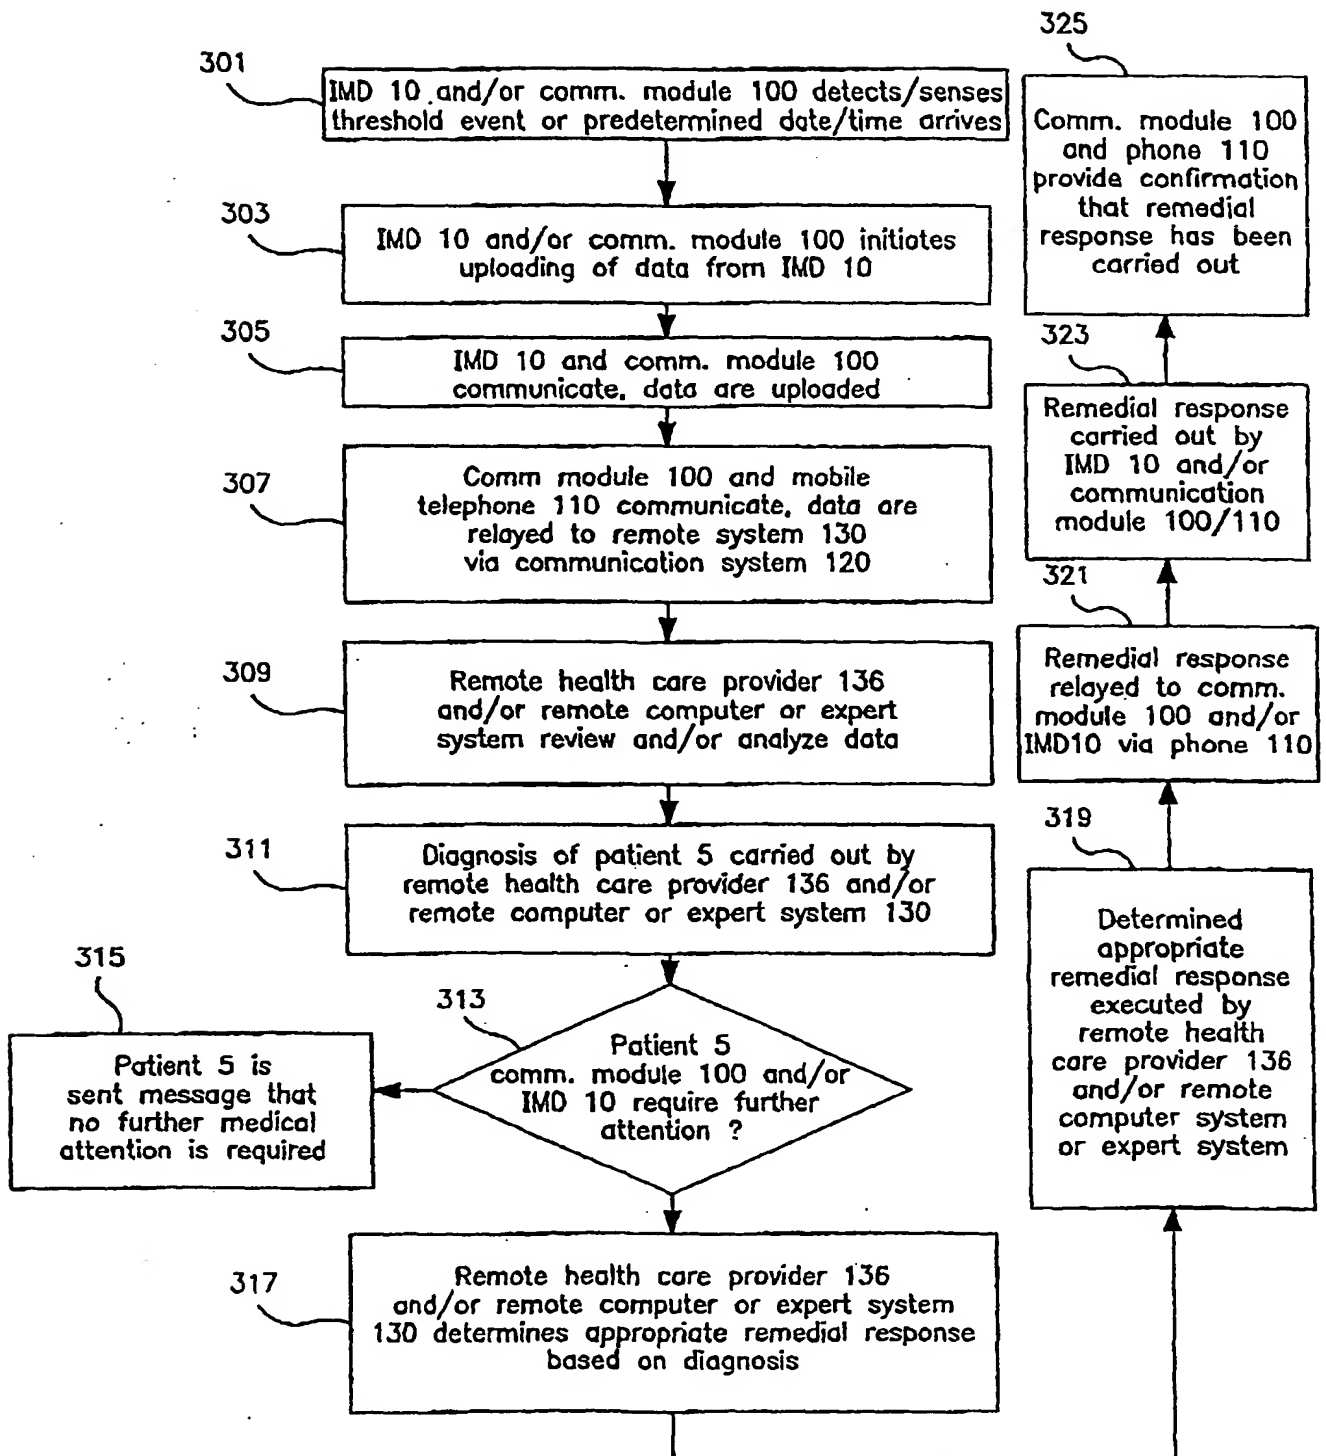 301
IMD 10 and/or comm. module 100 detects/senses
threshold event or predetermined date/time arrives
303
IMD 10 and/or comm. module 100 initiates
uploading of data from IMD 10
305
IMD 10 and comm. module 100
communicate, data are uploaded
307
Comm module 100 and mobile
telephone 110 communicate, data are
relayed to remote system 130
via communication system 120
309
Remote health care provider 136
and/or remote computer or expert
system review and/or analyze data
311
Diagnosis of patient 5 carried out by
remote health care provider 136 and/or
remote computer or expert system 130
313
Patient 5
comm. module 100 and/or
IMD 10 require further
attention ?
315
Patient 5 is
sent message that
no further medical
attention is required
317
Remote health care provider 136
and/or remote computer or expert system
130 determines appropriate remedial response
based on diagnosis
319
Determined
appropriate
remedial response
executed by
remote health
care provider 136
and/or remote
computer system
or expert system
321
Remedial response
relayed to comm.
module 100 and/or
IMD10 via phone 110
323
Remedial response
carried out by
IMD 10 and/or
communication
module 100/110
325
Comm. module 100
and phone 110
provide confirmation
that remedial
response has been
carried out